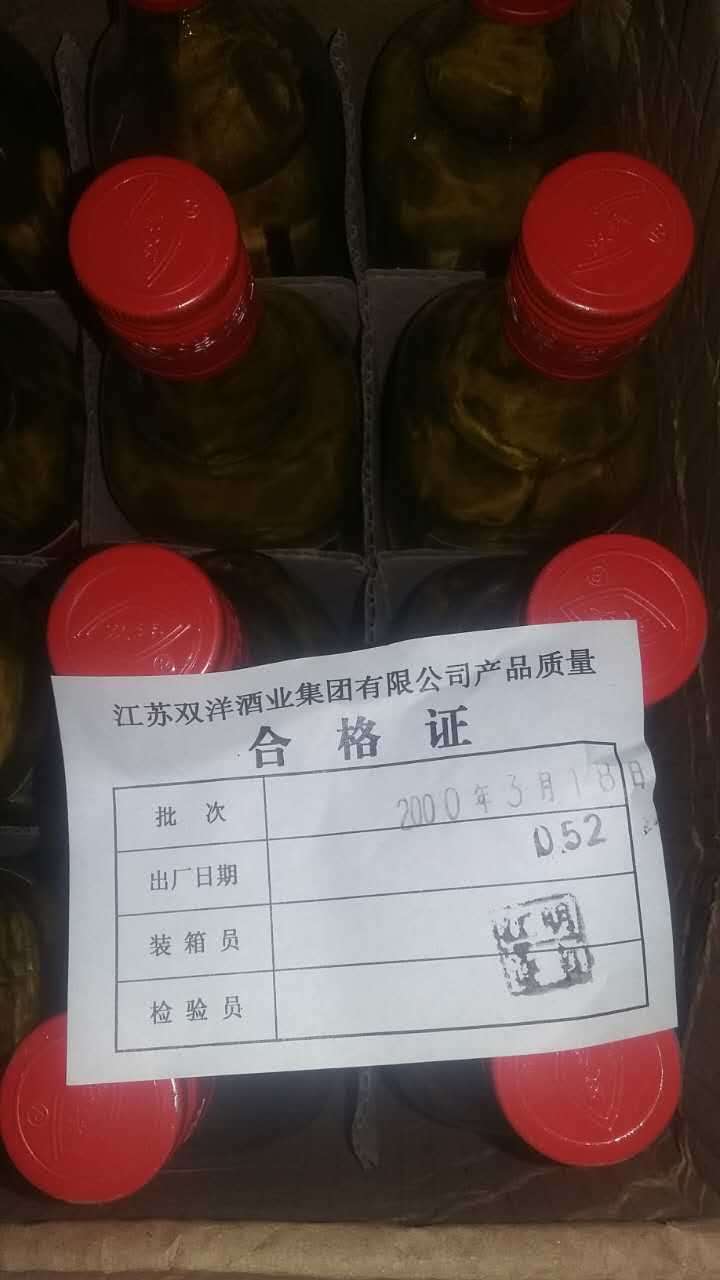 江苏双洋酒业集团有限公司产品质量
合格证
批次 2000年3月18日
出厂日期 D.52
装箱员
检验员